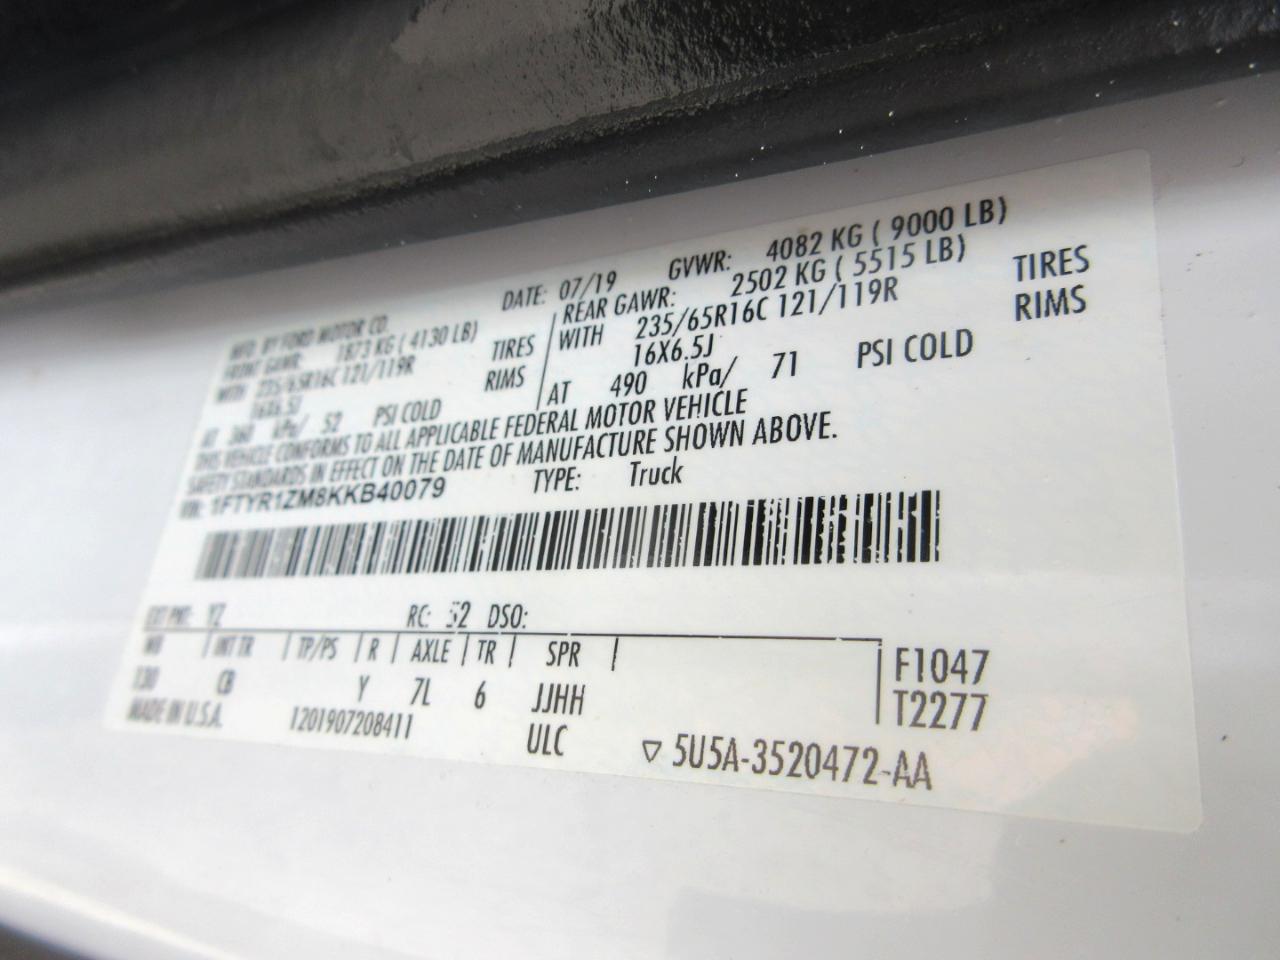 MFD. BY FORD MOTOR CO.
DATE: 07/19 GVWR: 4082 KG ( 9000 LB)
FRONT GAWR: 1873 KG ( 4130 LB) REAR GAWR: 2502 KG ( 5515 LB)
WITH 235/65R16C 121/119R TIRES WITH 235/65R16C 121/119R TIRES
16X6.5J RIMS 16X6.5J RIMS
AT 360 kPa/ 52 PSI COLD AT 490 kPa/ 71 PSI COLD
THIS VEHICLE CONFORMS TO ALL APPLICABLE FEDERAL MOTOR VEHICLE
SAFETY STANDARDS IN EFFECT ON THE DATE OF MANUFACTURE SHOWN ABOVE.
VIN: 1FTYR1ZM8KKB40079 TYPE: Truck
EXT PNT: YZ RC: 52 DSO:
WB INT TR TP/PS R AXLE TR SPR F1047
130 CB Y 7L 6 JJHH T2277
MADE IN U.S.A. 1201907208411 ULC ▽ 5U5A-3520472-AA